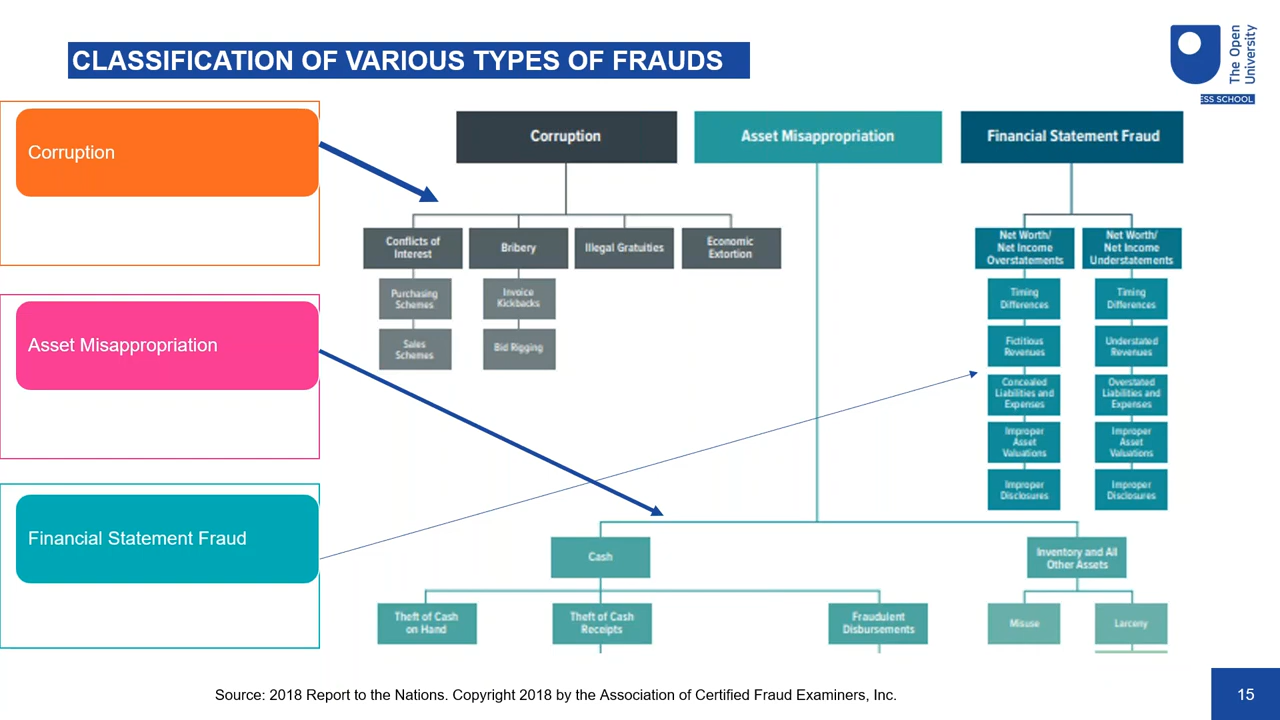 CLASSIFICATION OF VARIOUS TYPES OF FRAUDS
The Open
University
ESS SCHOOL
Corruption
Asset Misappropriation
Financial Statement Fraud
Corruption
Asset Misappropriation
Financial Statement Fraud
Conflicts of
Interest
Bribery
Illegal Gratuities
Economic
Extortion
Purchasing
Schemes
Invoice
Kickbacks
Sales
Schemes
Bid Rigging
Net Worth/
Net Income
Overstatements
Net Worth/
Net Income
Understatements
Timing
Differences
Timing
Differences
Fictitious
Revenues
Understated
Revenues
Concealed
Liabilities and
Expenses
Overstated
Liabilities and
Expenses
Improper
Asset
Valuations
Improper
Asset
Valuations
Improper
Disclosures
Improper
Disclosures
Cash
Inventory and All
Other Assets
Theft of Cash
on Hand
Theft of Cash
Receipts
Fraudulent
Disbursements
Misuse
Larceny
Source: 2018 Report to the Nations. Copyright 2018 by the Association of Certified Fraud Examiners, Inc.
15